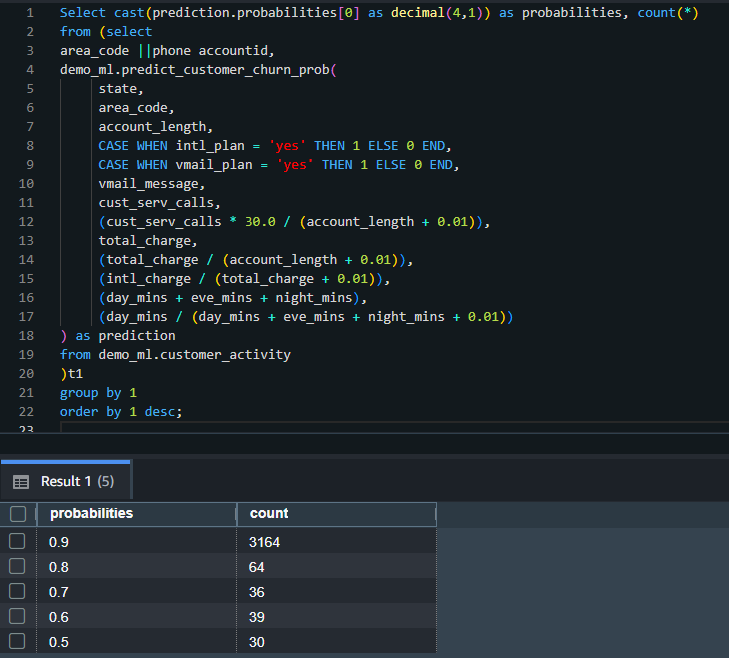 1 Select cast(prediction.probabilities[0] as decimal(4,1)) as probabilities, count(*)
2 from (select
3 area_code ||phone accountid,
4 demo_ml.predict_customer_churn_prob(
5 state,
6 area_code,
7 account_length,
8 CASE WHEN intl_plan = 'yes' THEN 1 ELSE 0 END,
9 CASE WHEN vmail_plan = 'yes' THEN 1 ELSE 0 END,
10 vmail_message,
11 cust_serv_calls,
12 (cust_serv_calls * 30.0 / (account_length + 0.01)),
13 total_charge,
14 (total_charge / (account_length + 0.01)),
15 (intl_charge / (total_charge + 0.01)),
16 (day_mins + eve_mins + night_mins),
17 (day_mins / (day_mins + eve_mins + night_mins + 0.01))
18 ) as prediction
19 from demo_ml.customer_activity
20 )t1
21 group by 1
22 order by 1 desc;
23
Result 1 (5)
probabilities count
0.9 3164
0.8 64
0.7 36
0.6 39
0.5 30